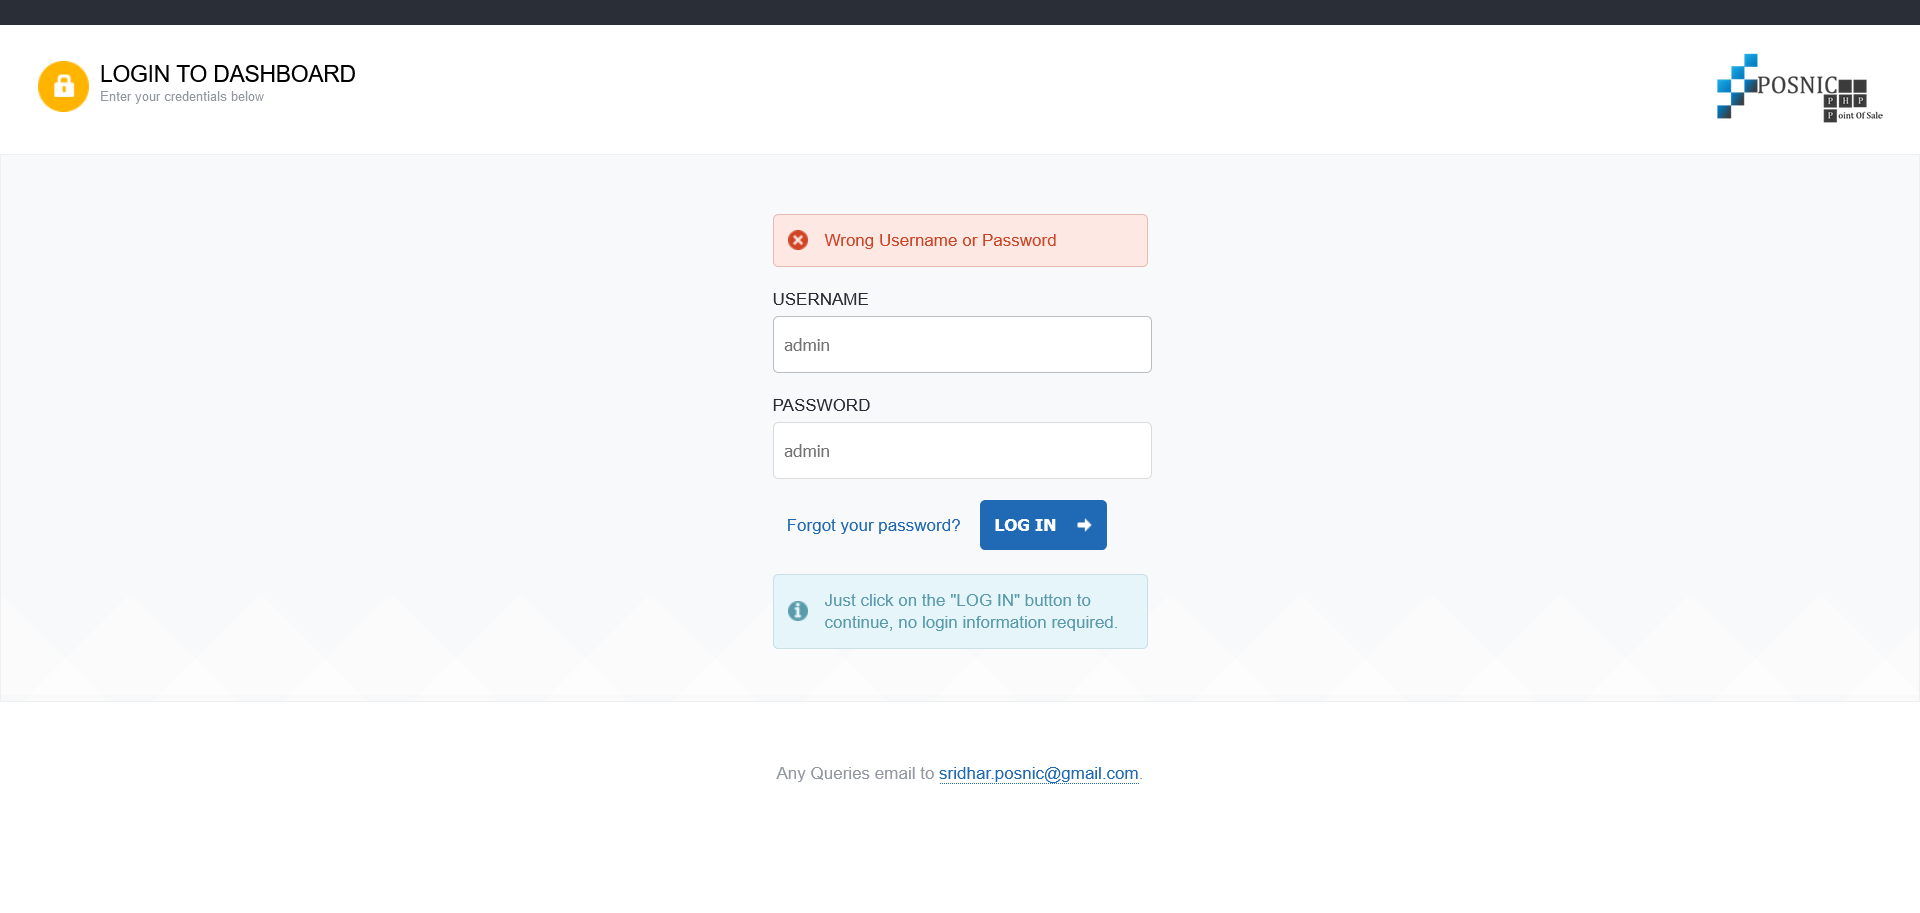 LOGIN TO DASHBOARD
Enter your credentials below
POSNIC
P H P
Point Of Sale
Wrong Username or Password
USERNAME
admin
PASSWORD
admin
Forgot your password?
LOG IN
Just click on the "LOG IN" button to
continue, no login information required.
Any Queries email to sridhar.posnic@gmail.com.